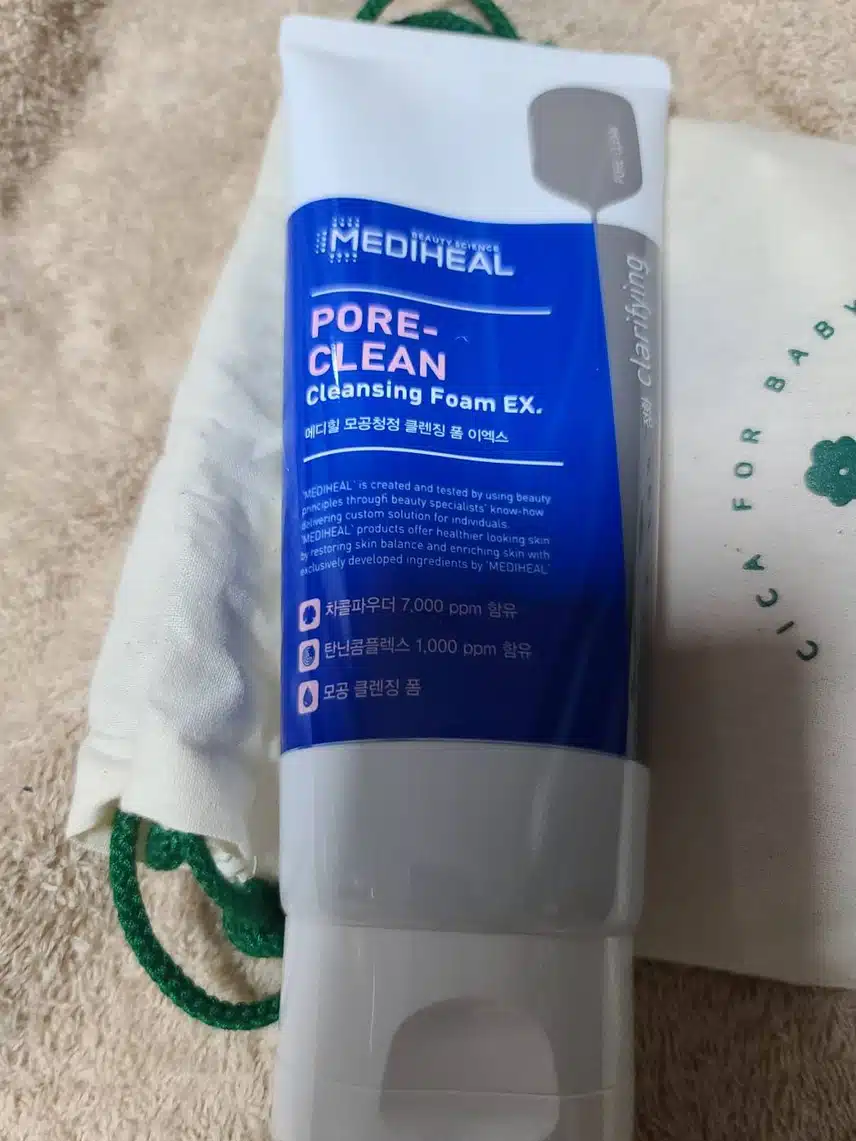 PORE-CLEAN
BEAUTY SCIENCE
MEDIHEAL
PORE-
CLEAN
Cleansing Foam EX.
메디힐 모공청정 클렌징 폼 이엑스
'MEDIHEAL' is created and tested by using beauty
principles through beauty specialists' know-how
delivering custom solution for individuals.
'MEDIHEAL' products offer healthier looking skin
by restoring skin balance and enriching skin with
exclusively developed ingredients by 'MEDIHEAL'
차콜파우더 7,000 ppm 함유
탄닌콤플렉스 1,000 ppm 함유
모공 클렌징 폼
clarifying
CICA FOR BABY